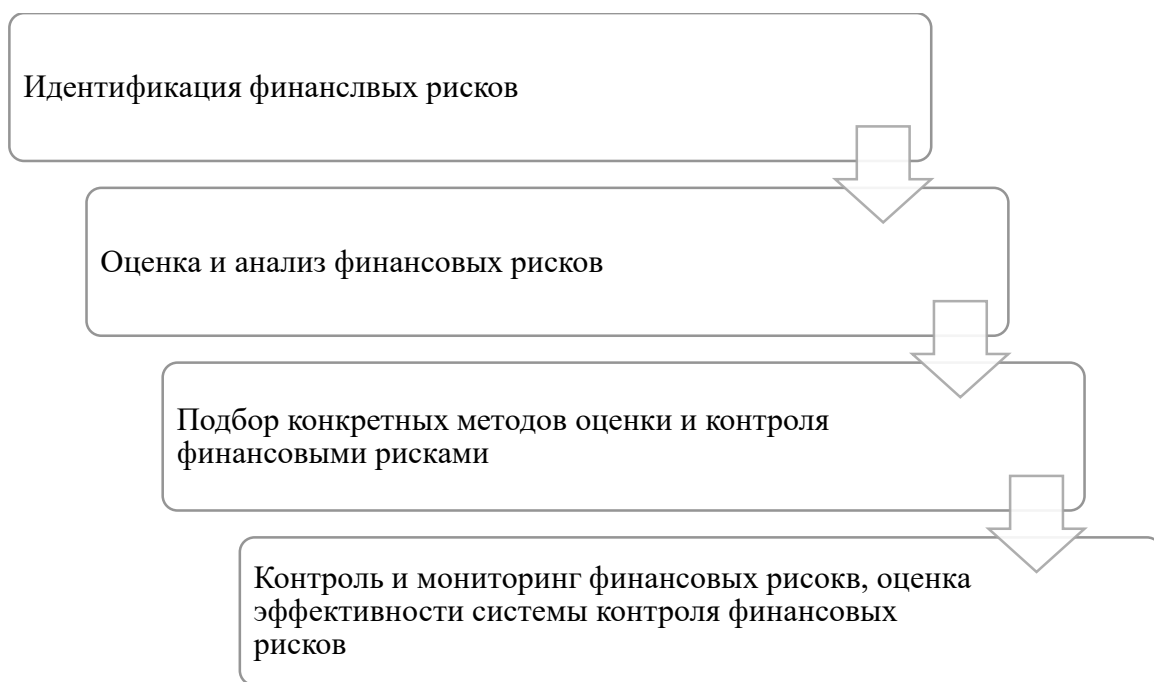 Идентификация финанслвых рисков
Оценка и анализ финансовых рисков
Подбор конкретных методов оценки и контроля
финансовыми рисками
Контроль и мониторинг финансовых рисокв, оценка
эффективности системы контроля финансовых
рисков